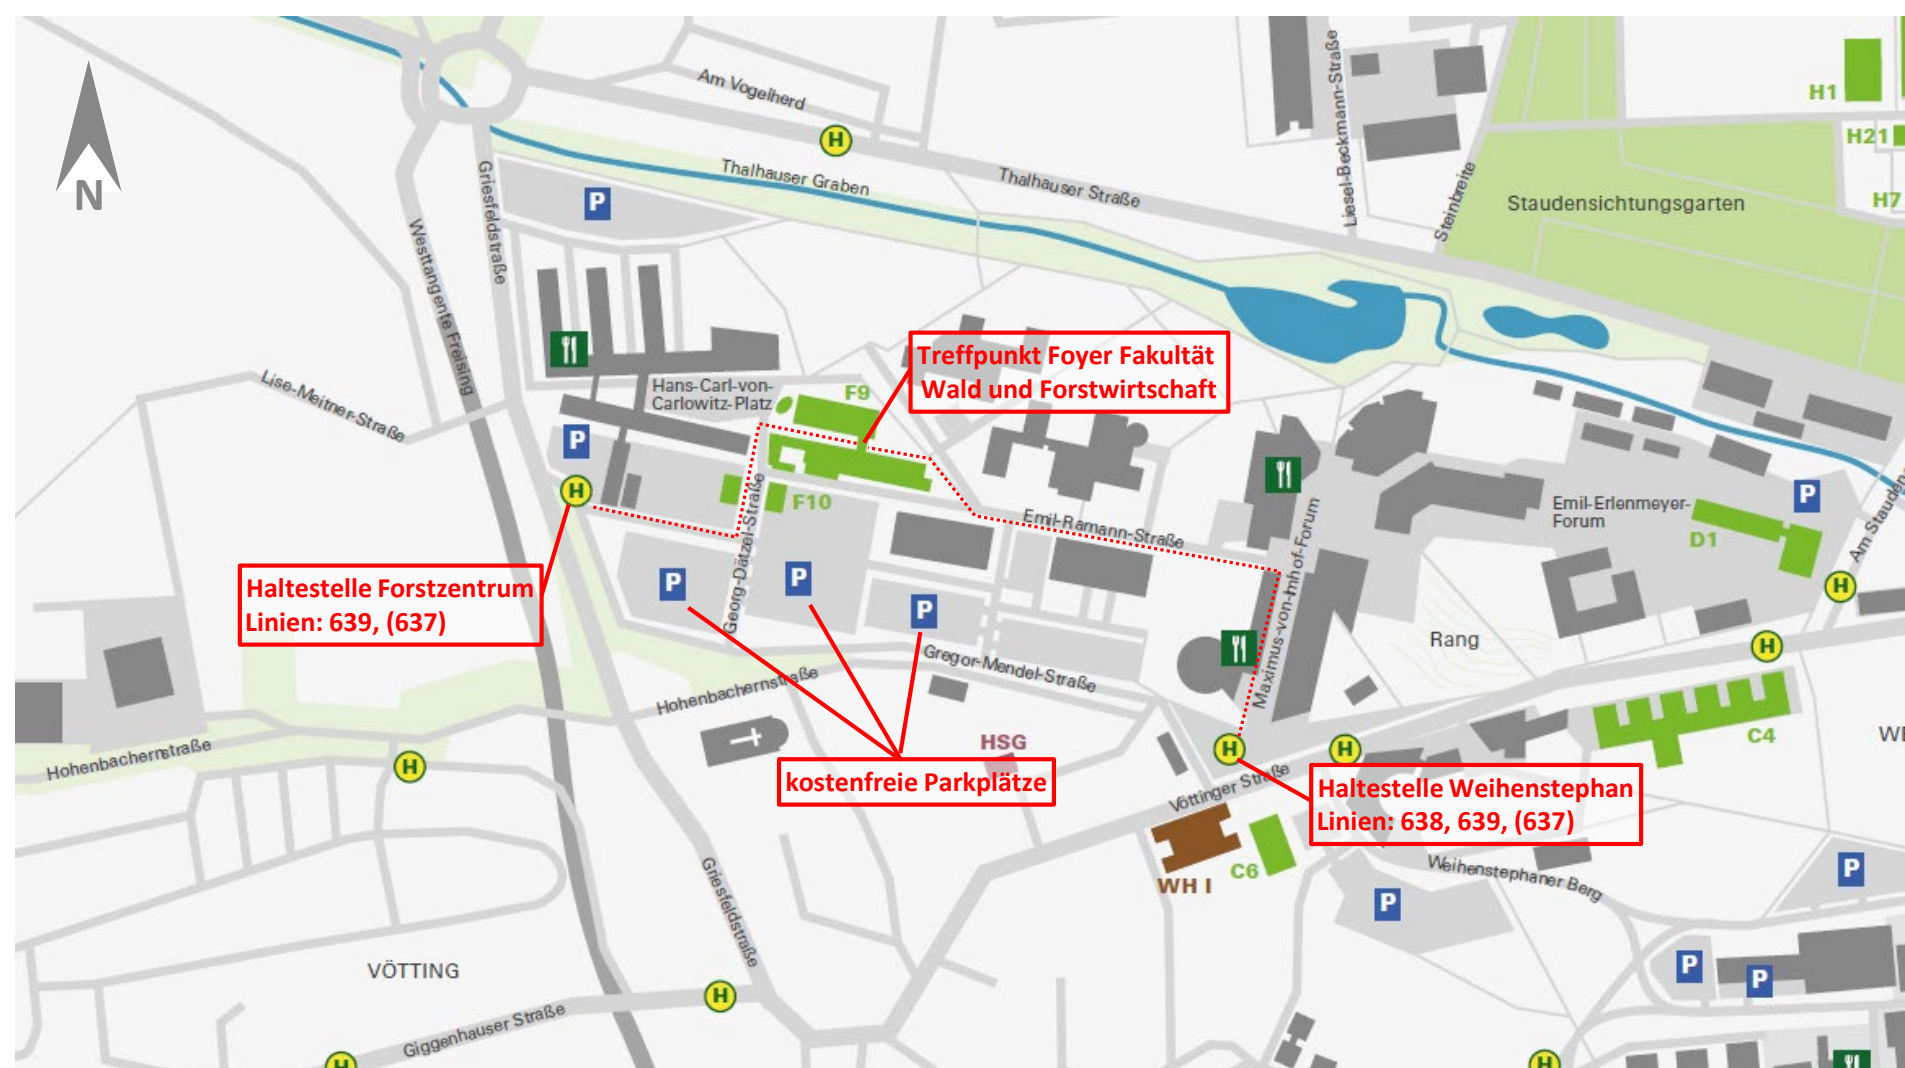 N
Am Vogelherd
H
Thalhauser Graben
Thalhauser Straße
Liesel-Beckmann-Straße
Steinbreite
Staudensichtungsgarten
H1
H21
H7
Griesfeldstraße
P
Westtangente Freising
Lise-Meitner-Straße
Hans-Carl-von-
Carlowitz-Platz
F9
Treffpunkt Foyer Fakultät
Wald und Forstwirtschaft
P
H
F10
Georg-Dätzel-Straße
Emil-Ramann-Straße
Maximus-von-Imhof-Forum
Emil-Erlenmeyer-
Forum
P
D1
Am Stauden
H
Haltestelle Forstzentrum
Linien: 639, (637)
P
P
P
Rang
H
Gregor-Mendel-Straße
Hohenbachernstraße
Hohenbachernstraße
H
HSG
kostenfreie Parkplätze
H
H
C4
WE
Vöttinger Straße
Haltestelle Weihenstephan
Linien: 638, 639, (637)
WH I
C6
Weihenstephaner Berg
P
P
Griesfeldstraße
VÖTTING
H
P
P
Giggenhauser Straße
H
H